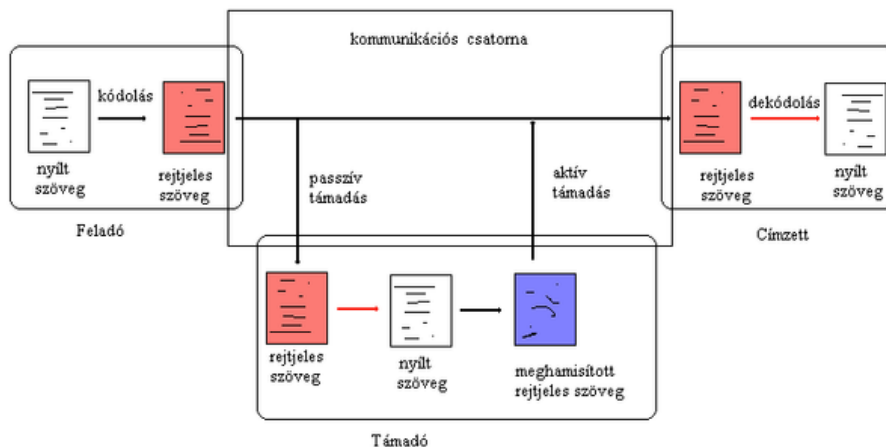 kommunikációs csatorna
kódolás
nyílt
szöveg
rejtjeles
szöveg
Feladó
passzív
támadás
aktív
támadás
dekódolás
rejtjeles
szöveg
nyílt
szöveg
Címzett
rejtjeles
szöveg
nyílt
szöveg
meghamisított
rejtjeles szöveg
Támadó